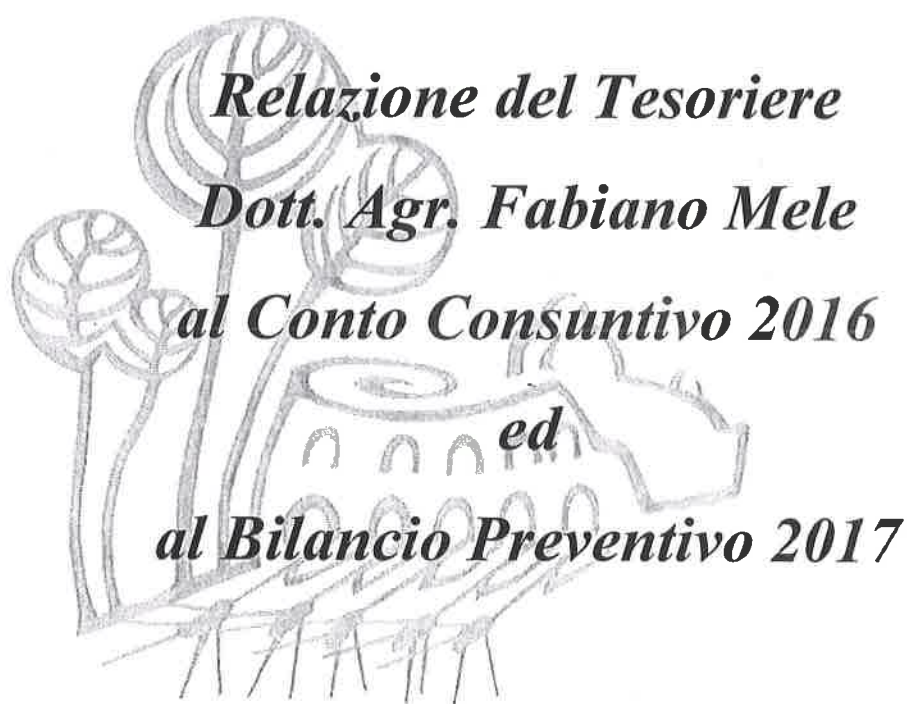 Relazione del Tesoriere
Dott. Agr. Fabiano Mele
al Conto Consuntivo 2016
ed
al Bilancio Preventivo 2017